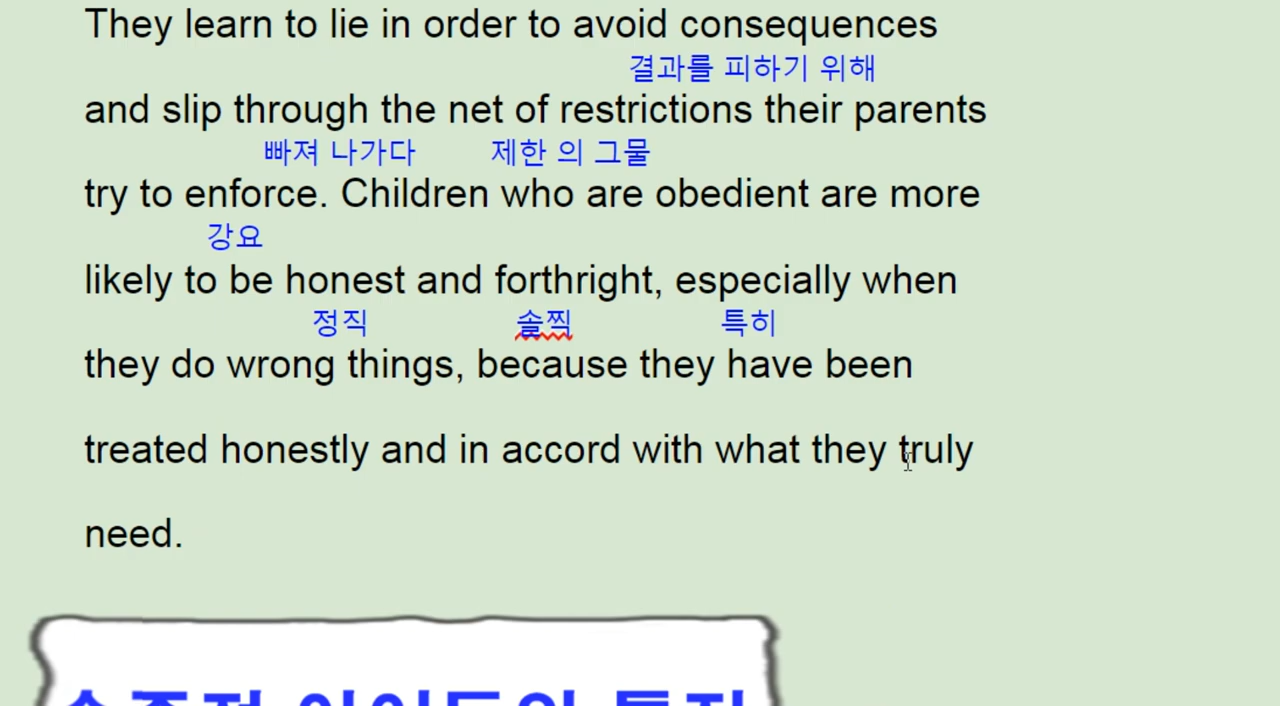 They learn to lie in order to avoid consequences
결과를 피하기 위해
and slip through the net of restrictions their parents
빠져 나가다 제한 의 그물
try to enforce. Children who are obedient are more
강요
likely to be honest and forthright, especially when
정직 솔찍 특히
they do wrong things, because they have been
treated honestly and in accord with what they truly
need.